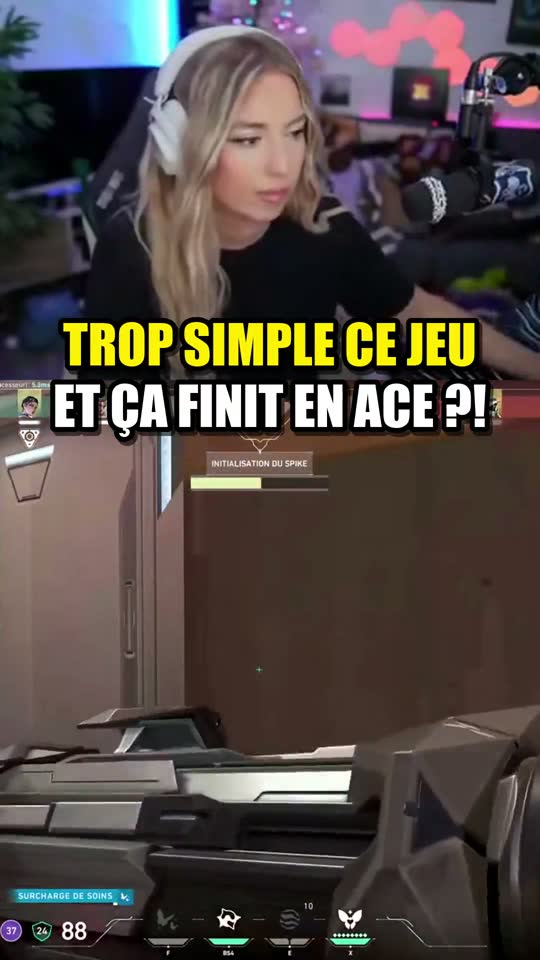 TROP SIMPLE CE JEU
ET ÇA FINIT EN ACE ?!
INITIALISATION DU SPIKE
SURCHARGE DE SOINS
10
37
24
88
F
E
X